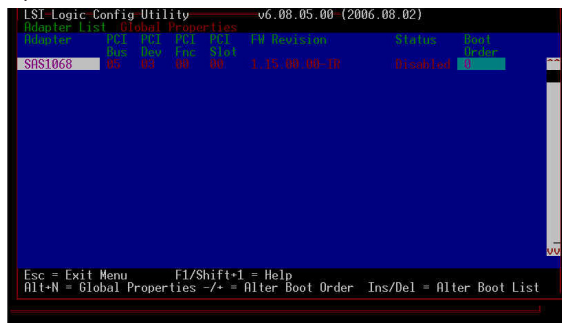 LSI Logic Config Utility v6.08.05.00 (2006.08.02)
Adapter List Global Properties
Adapter PCI PCI PCI PCI FW Revision Status Boot
Bus Dev Fnc Slot Order
SAS1068 05 03 00 00 1.15.00.00-IR Disabled 0
Esc = Exit Menu F1/Shift+1 = Help
Alt+N = Global Properties -/+ = Alter Boot Order Ins/Del = Alter Boot List